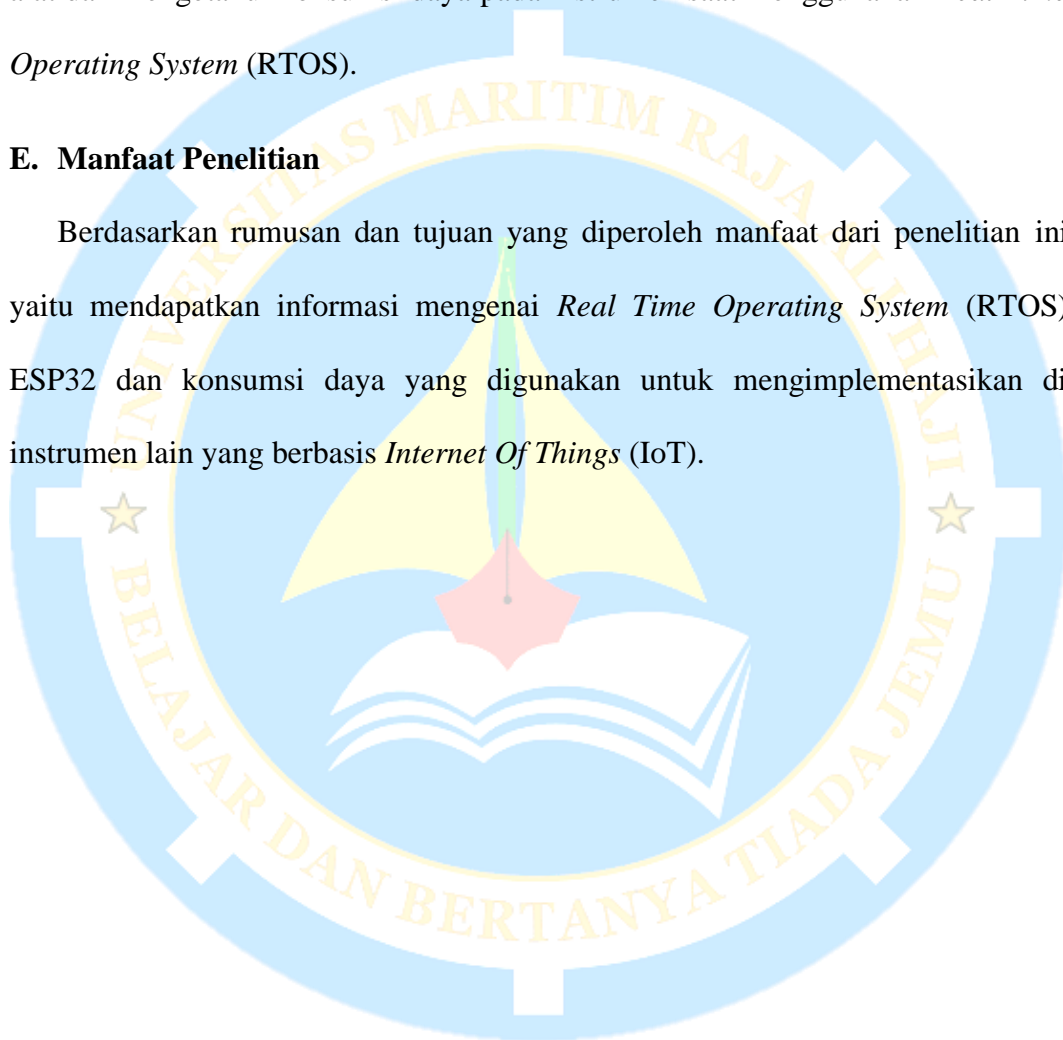 Operating System (RTOS).
E. Manfaat Penelitian
Berdasarkan rumusan dan tujuan yang diperoleh manfaat dari penelitian ini
yaitu mendapatkan informasi mengenai Real Time Operating System (RTOS)
ESP32 dan konsumsi daya yang digunakan untuk mengimplementasikan di
instrumen lain yang berbasis Internet Of Things (IoT).
UNIVERSITAS MARITIM RAJA ALI HAJI
BELAJAR DAN BERTANYA TIADA JEMU